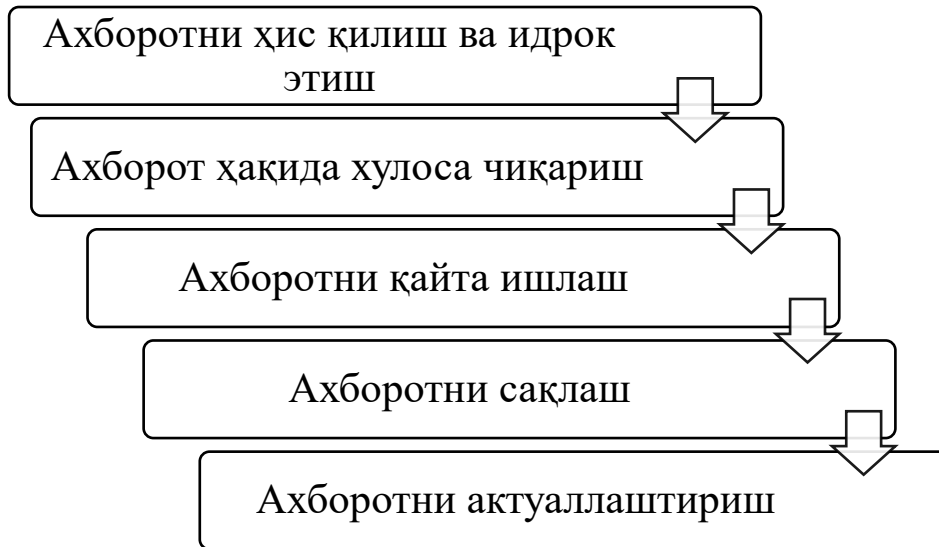 Ахборотни ҳис қилиш ва идрок
этиш
Ахборот ҳақида хулоса чиқариш
Ахборотни қайта ишлаш
Ахборотни сақлаш
Ахборотни актуаллаштириш